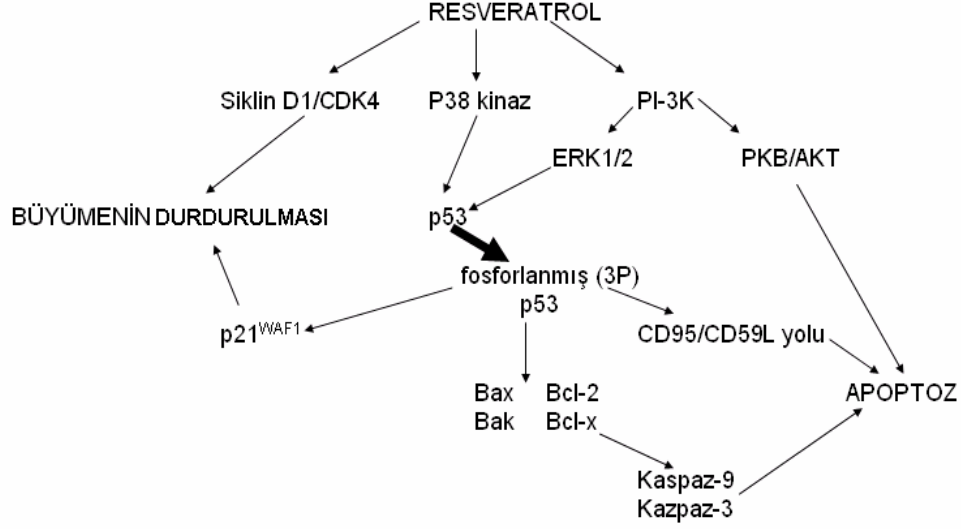 RESVERATROL
Siklin D1/CDK4
P38 kinaz
PI-3K
ERK1/2
PKB/AKT
BÜYÜMENİN DURDURULMASI
p53
fosforlanmış (3P)
p53
p21WAF1
CD95/CD59L yolu
Bax Bcl-2
Bak Bcl-x
APOPTOZ
Kaspaz-9
Kazpaz-3